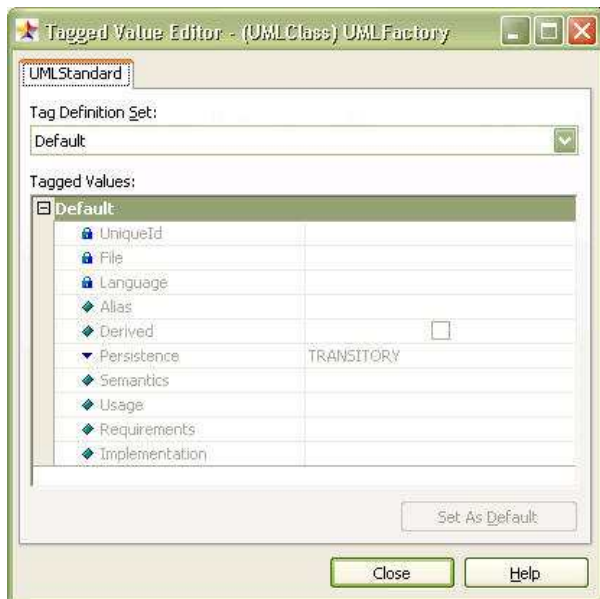 Tagged Value Editor - (UMLClass) UMLFactory
UMLStandard
Tag Definition Set:
Default
Tagged Values:
Default
UniqueId
File
Language
Alias
Derived
Persistence TRANSITORY
Semantics
Usage
Requirements
Implementation
Set As Default
Close Help